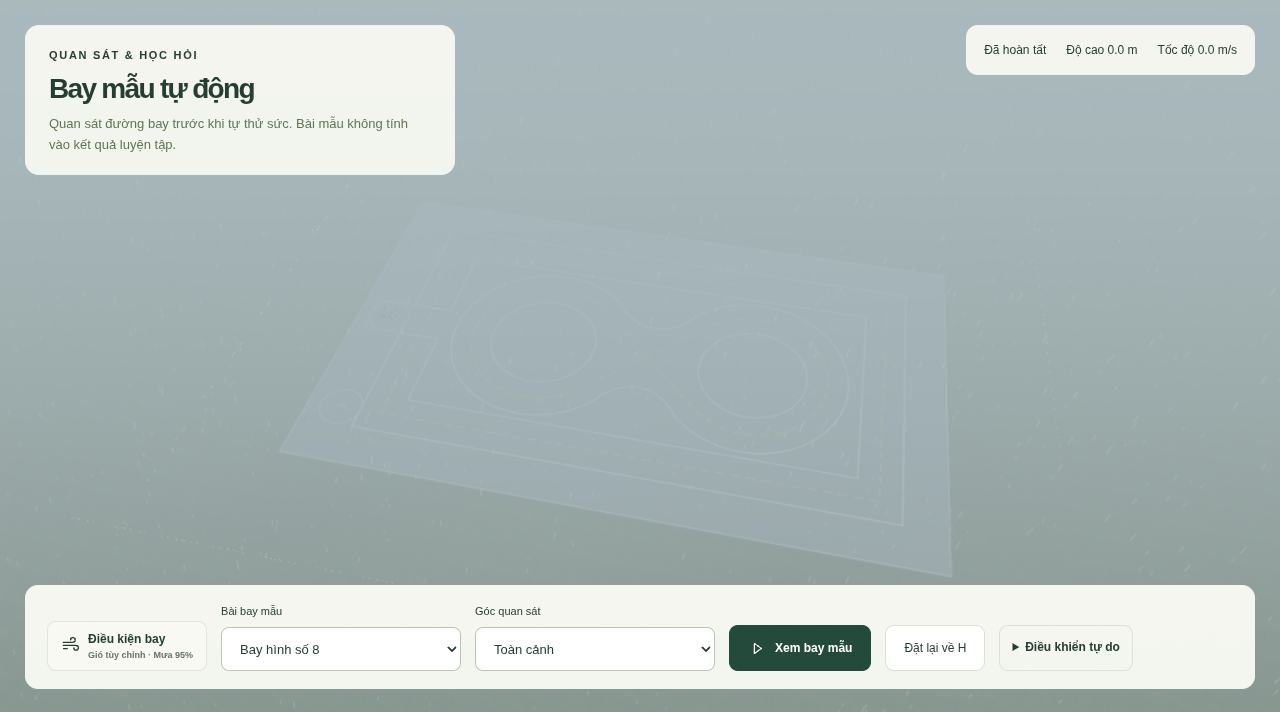 QUAN SÁT & HỌC HỎI
Bay mẫu tự động
Quan sát đường bay trước khi tự thử sức. Bài mẫu không tính
vào kết quả luyện tập.
Đã hoàn tất
Độ cao 0.0 m
Tốc độ 0.0 m/s
Điều kiện bay
Gió tùy chỉnh · Mưa 95%
Bài bay mẫu
Bay hình số 8
Góc quan sát
Toàn cảnh
Xem bay mẫu
Đặt lại về H
Điều khiển tự do